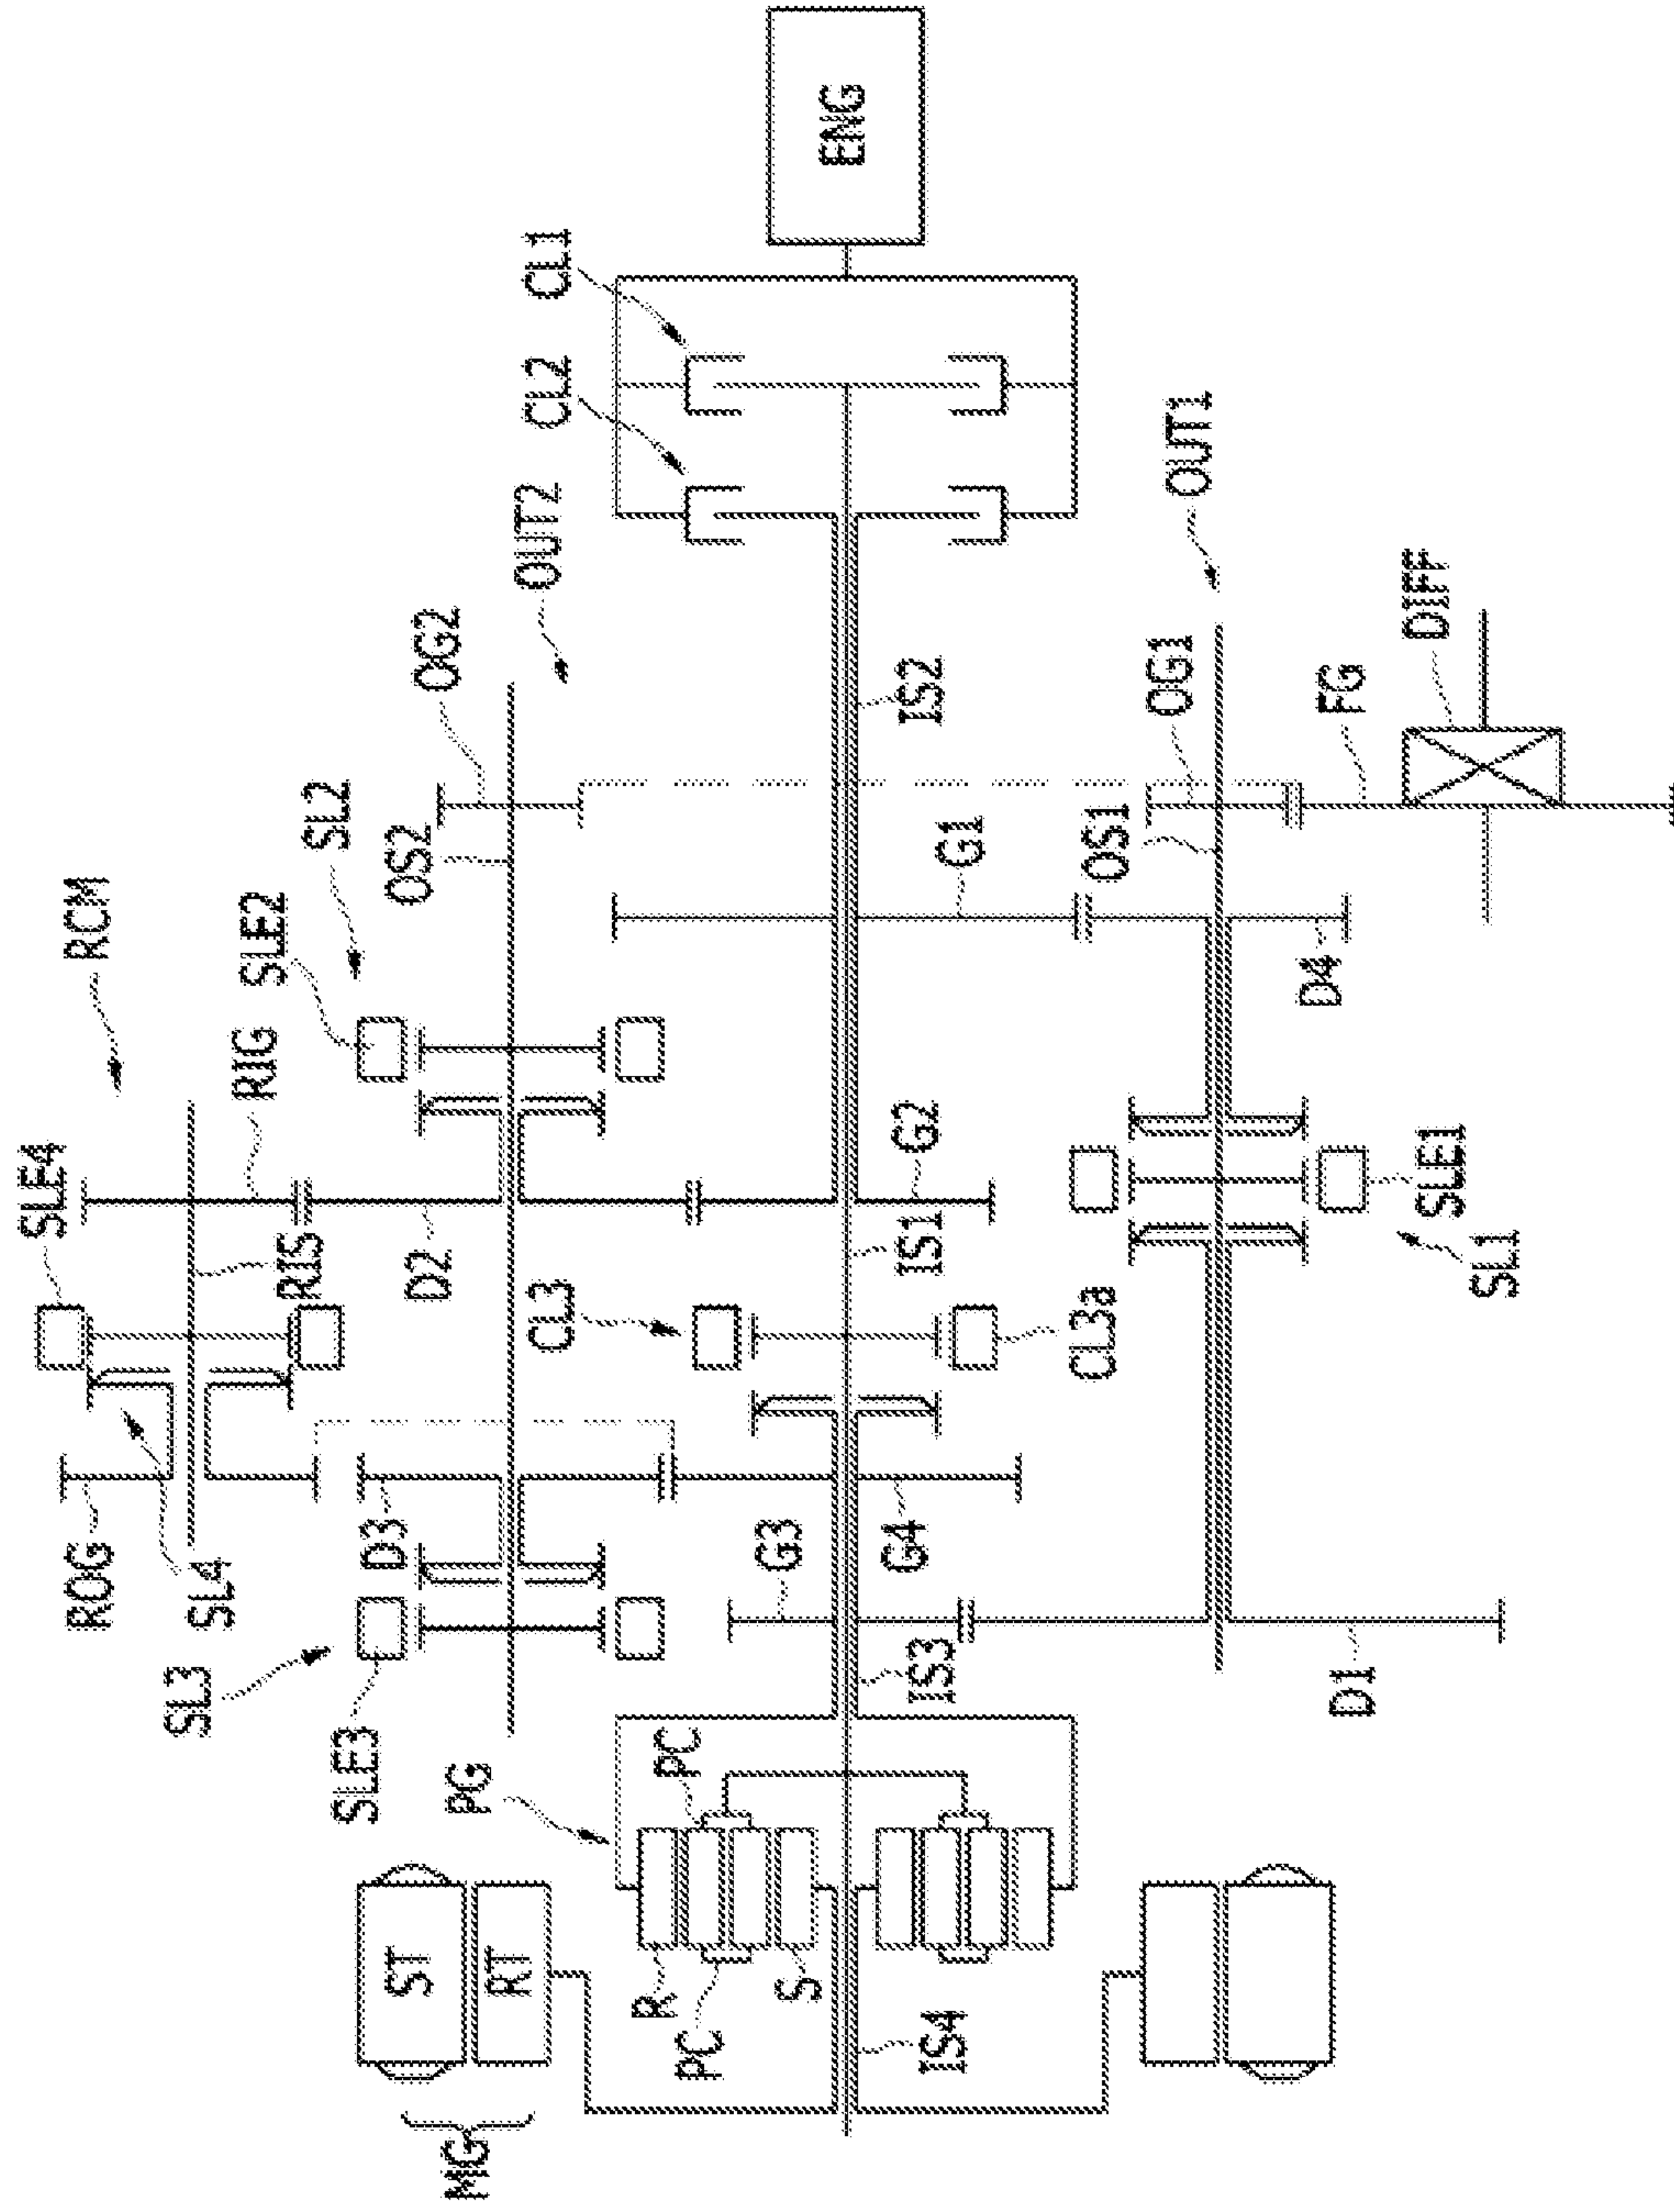 ENG
CL1
CL2
OUT2
OUT1
OG2
IS2
OG1
FG
DIFF
SL2
OS2
G1
OS1
RCM
SLE2
D4
RIG
SLE4
G2
SLE1
RIS
D2
IS1
SL1
CL3
CL3a
ROG
SL4
D3
G3
G4
SL3
IS3
D1
SLE3
PG
PC
ST
RT
R
S
PC
IS4
MG